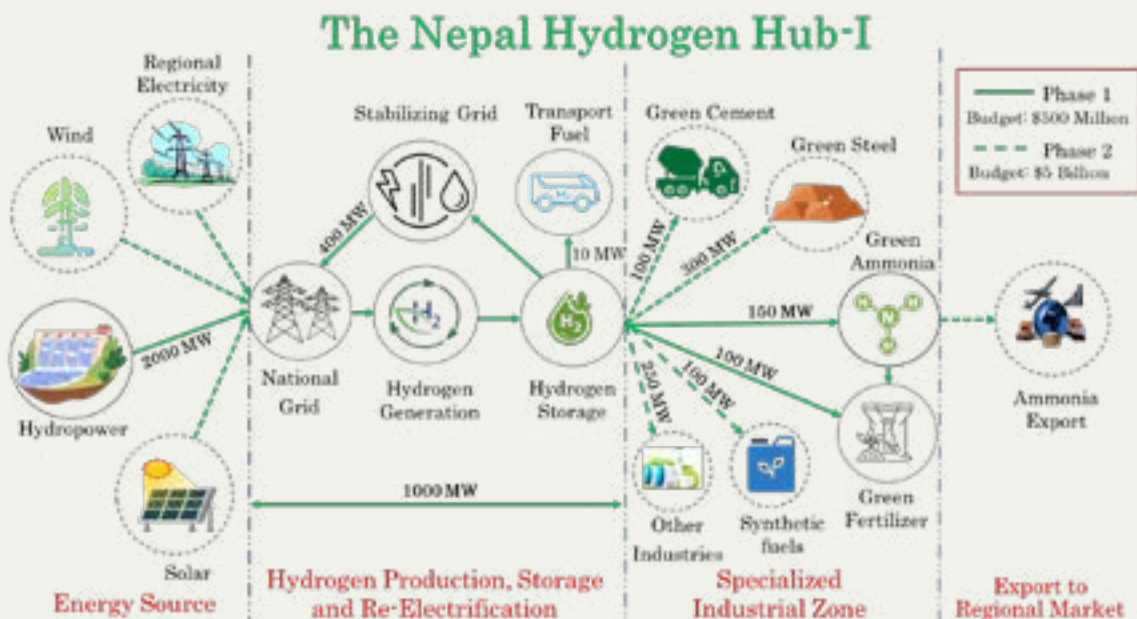 The Nepal Hydrogen Hub-I
Regional
Electricity
Wind
Hydropower
Solar
2000 MW
Energy Source
Stabilizing Grid
400 MW
National
Grid
H2
Hydrogen
Generation
H2
Hydrogen
Storage
Transport
Fuel
10 MW
1000 MW
Hydrogen Production, Storage
and Re-Electrification
Green Cement
100 MW
Green Steel
300 MW
Green
Ammonia
H
H
N
H
150 MW
100 MW
Green
Fertilizer
100 MW
Synthetic
fuels
250 MW
Other
Industries
Specialized
Industrial Zone
Phase 1
Budget: $500 Million
Phase 2
Budget: $5 Billion
Ammonia
Export
Export to
Regional Market